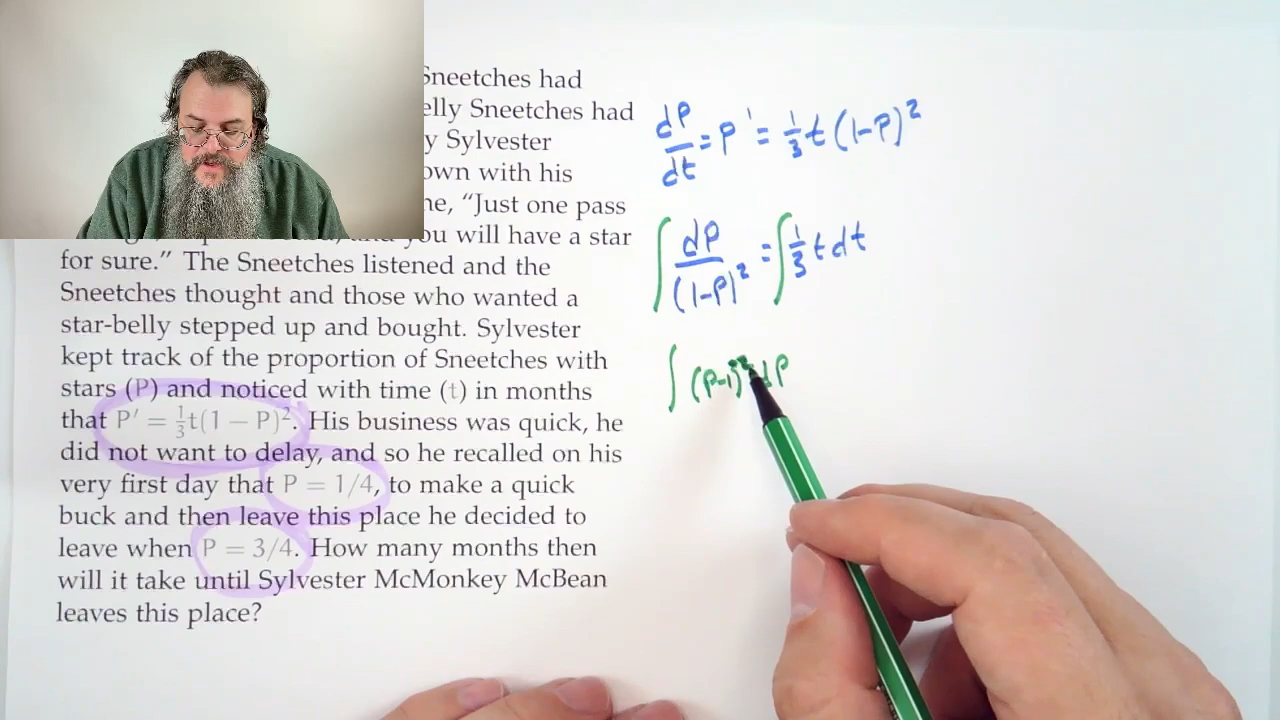 Sneetches had
elly Sneetches had
y Sylvester
own with his
ne, “Just one pass
you will have a star
for sure.” The Sneetches listened and the
Sneetches thought and those who wanted a
star-belly stepped up and bought. Sylvester
kept track of the proportion of Sneetches with
stars (P) and noticed with time (t) in months
that P′ = 1/3 t(1 − P)². His business was quick, he
did not want to delay, and so he recalled on his
very first day that P = 1/4, to make a quick
buck and then leave this place he decided to
leave when P = 3/4. How many months then
will it take until Sylvester McMonkey McBean
leaves this place?
dP/dt = P' = 1/3 t (1-P)²
∫ dP/(1-P)² = ∫ 1/3 t dt
∫ (P-1)⁻² dP